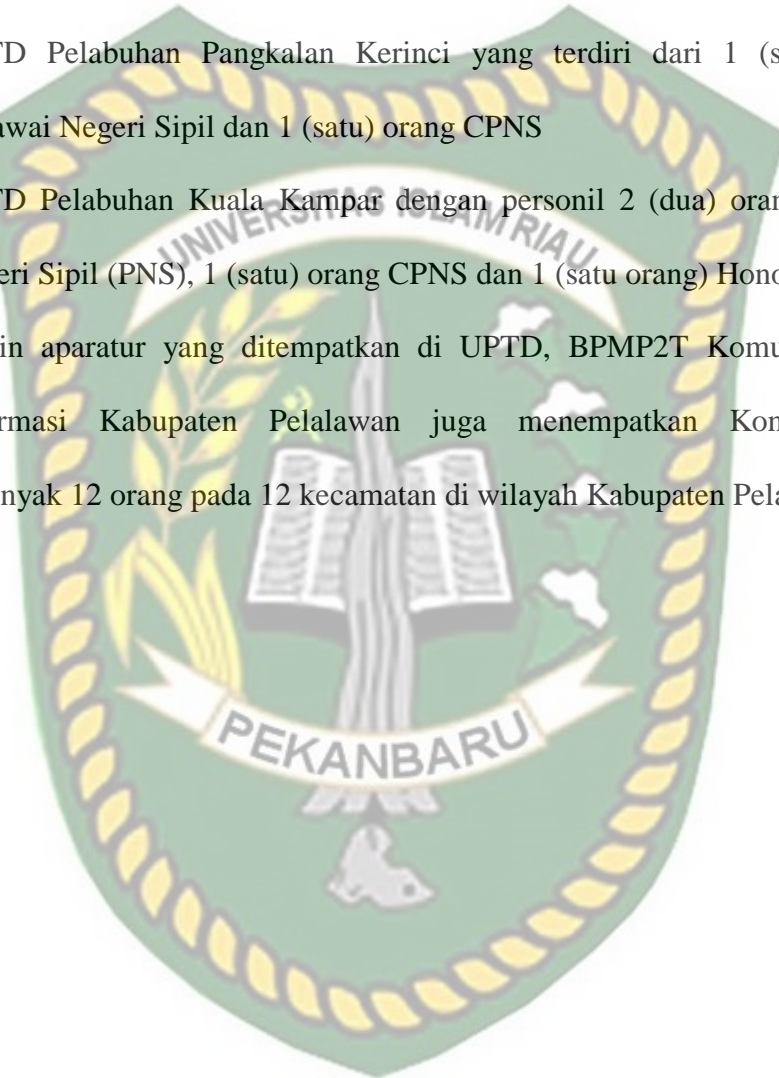 TD Pelabuhan Pangkalan Kerinci yang terdiri dari 1 (s
awai Negeri Sipil dan 1 (satu) orang CPNS
TD Pelabuhan Kuala Kampar dengan personil 2 (dua) oran
UNIVERSITAS ISLAM RIAU
eri Sipil (PNS), 1 (satu) orang CPNS dan 1 (satu orang) Hono
in aparatur yang ditempatkan di UPTD, BPMP2T Komu
rmasi Kabupaten Pelalawan juga menempatkan Kor
nyak 12 orang pada 12 kecamatan di wilayah Kabupaten Pela
PEKANBARU